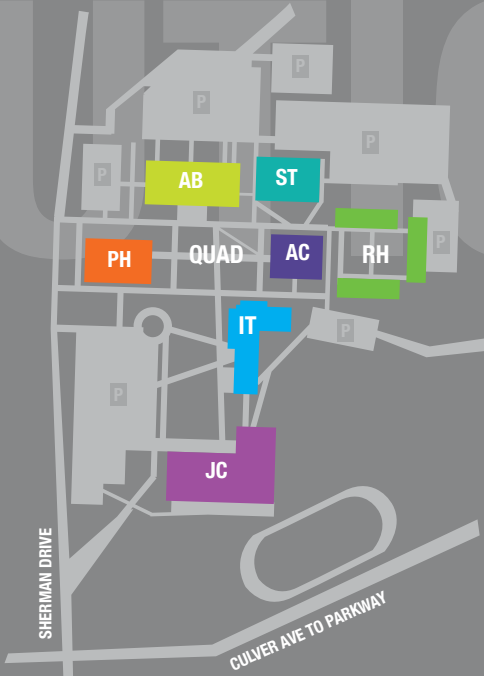 P
P
P
P
AB
ST
P
PH
QUAD
AC
RH
IT
P
P
JC
SHERMAN DRIVE
CULVER AVE TO PARKWAY